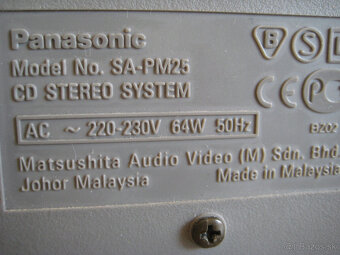 Panasonic
Model No. SA-PM25
CD STEREO SYSTEM
AC ~ 220-230V 64W 50Hz
BZ02
Matsushita Audio Video (M) Sdn. Bhd.
Johor Malaysia
Made in Malaysia